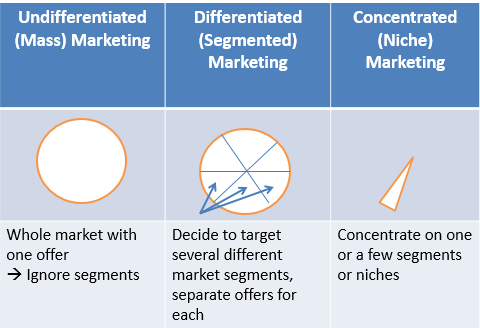 Undifferentiated
(Mass) Marketing
Differentiated
(Segmented)
Marketing
Concentrated
(Niche)
Marketing
Whole market with
one offer
→ Ignore segments
Decide to target
several different
market segments,
separate offers for
each
Concentrate on one
or a few segments
or niches